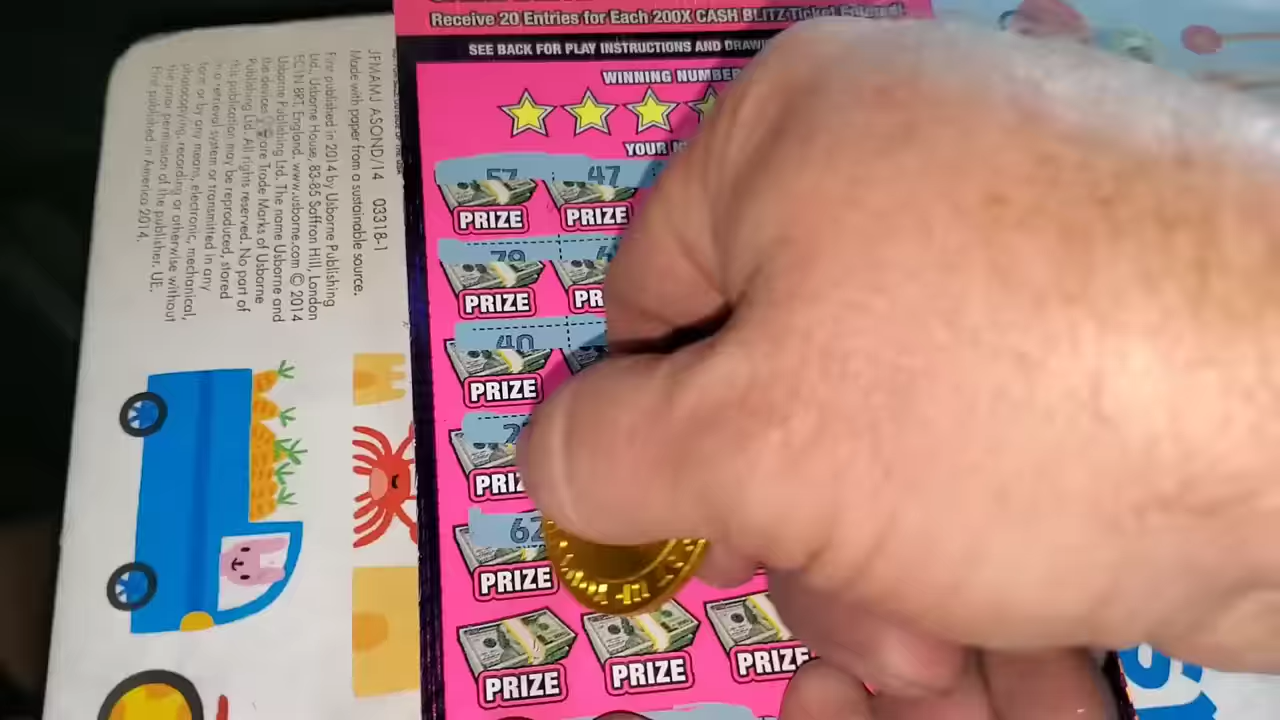 Receive 20 Entries for Each 200X CASH BLITZ Ticket Entered!
SEE BACK FOR PLAY INSTRUCTIONS AND
WINNING NUMBER
YOUR
57 47
PRIZE PRIZE
79
PRIZE PR
40
PRIZE
PRIZ
62
PRIZE
PRIZE PRIZE PRIZE
JFMAMJ ASOND/14 03318-1
Made with paper from a sustainable source.
First published in 2014 by Usborne Publishing
Ltd., Usborne House, 83-85 Saffron Hill, London
EC1N 8RT, England. www.usborne.com © 2014
Usborne Publishing Ltd. The name Usborne and
the devices are Trade Marks of Usborne
Publishing Ltd. All rights reserved. No part of
this publication may be reproduced, stored
in a retrieval system or transmitted in any
form or by any means, electronic, mechanical,
photocopying, recording or otherwise without
the prior permission of the publisher. UE.
First published in America 2014.